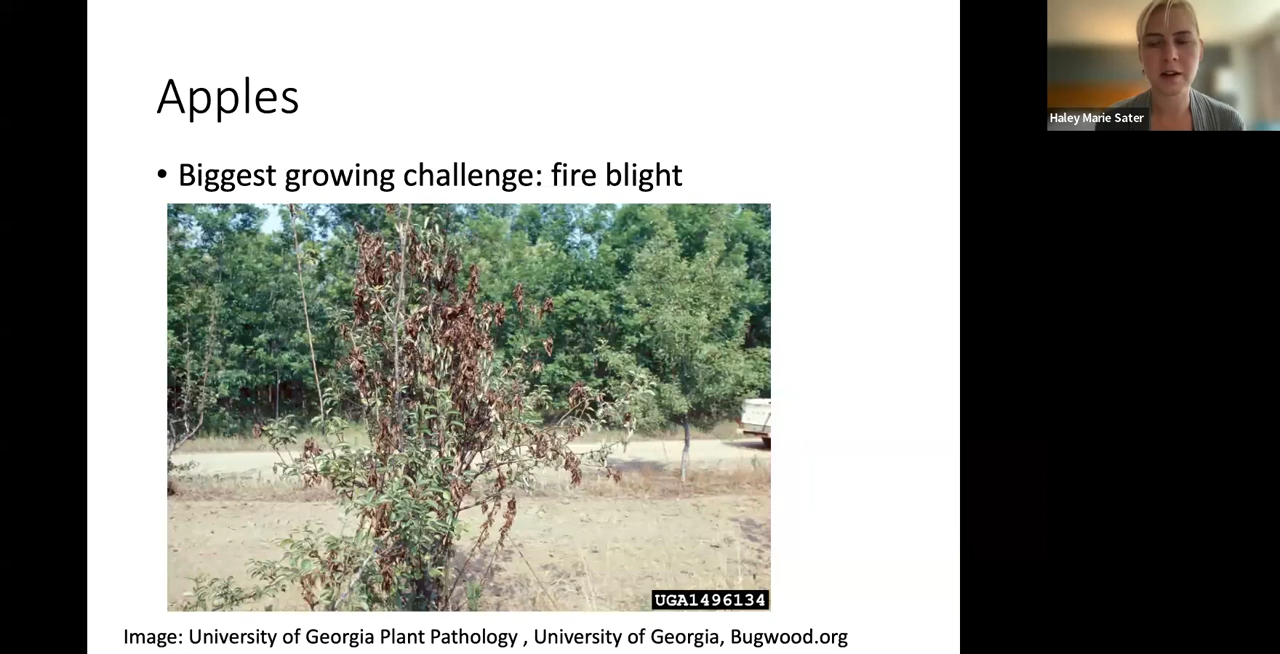 Apples
• Biggest growing challenge: fire blight
Haley Marie Sater
UGA1496134
Image: University of Georgia Plant Pathology , University of Georgia, Bugwood.org